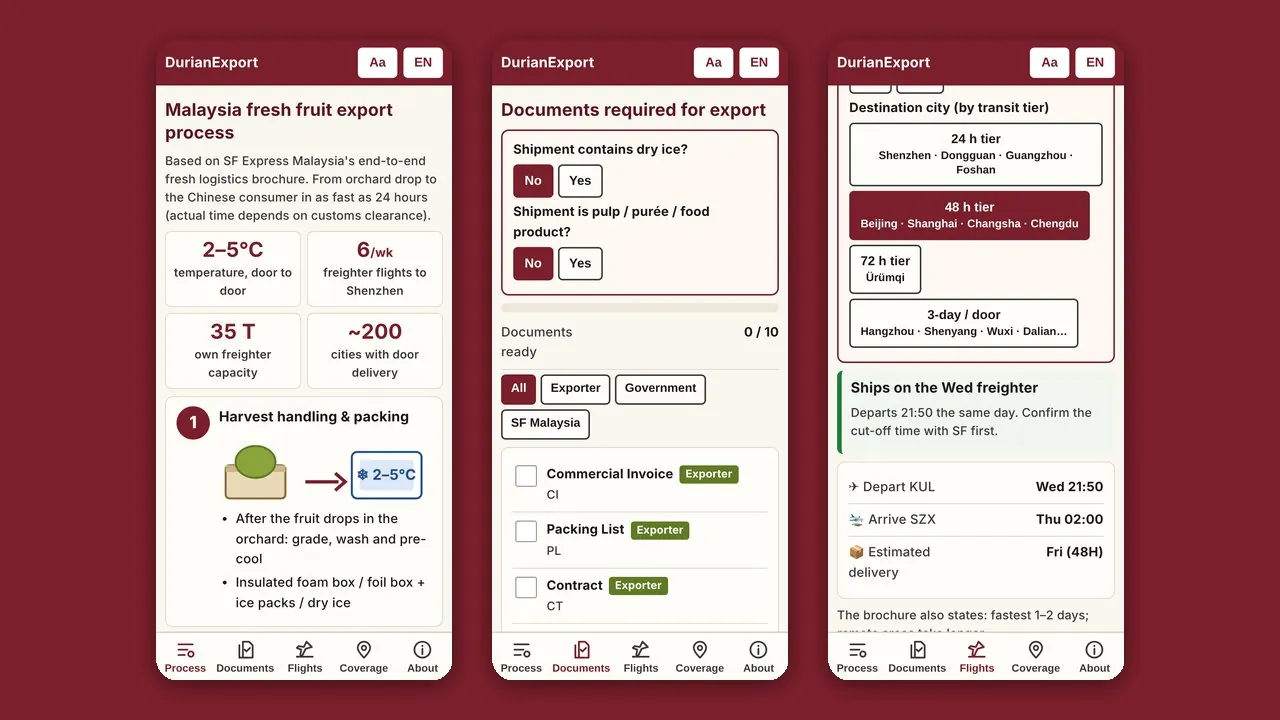 DurianExport
Aa
EN
Malaysia fresh fruit export
process
Based on SF Express Malaysia's end-to-end
fresh logistics brochure. From orchard drop to
the Chinese consumer in as fast as 24 hours
(actual time depends on customs clearance).
2–5°C
temperature, door to
door
6/wk
freighter flights to
Shenzhen
35 T
own freighter
capacity
~200
cities with door
delivery
1
Harvest handling & packing
❄ 2–5°C
• After the fruit drops in the
orchard: grade, wash and pre-
cool
• Insulated foam box / foil box +
ice packs / dry ice
Process
Documents
Flights
Coverage
About
DurianExport
Aa
EN
Documents required for export
Shipment contains dry ice?
No
Yes
Shipment is pulp / purée / food
product?
No
Yes
Documents
ready
0 / 10
All
Exporter
Government
SF Malaysia
Commercial Invoice Exporter
CI
Packing List Exporter
PL
Contract Exporter
CT
Process
Documents
Flights
Coverage
About
DurianExport
Aa
EN
Destination city (by transit tier)
24 h tier
Shenzhen · Dongguan · Guangzhou ·
Foshan
48 h tier
Beijing · Shanghai · Changsha · Chengdu
72 h tier
Ürümqi
3-day / door
Hangzhou · Shenyang · Wuxi · Dalian…
Ships on the Wed freighter
Departs 21:50 the same day. Confirm the
cut-off time with SF first.
✈ Depart KUL
Wed 21:50
🛬 Arrive SZX
Thu 02:00
📦 Estimated
delivery
Fri (48H)
The brochure also states: fastest 1–2 days;
Process
Documents
Flights
Coverage
About